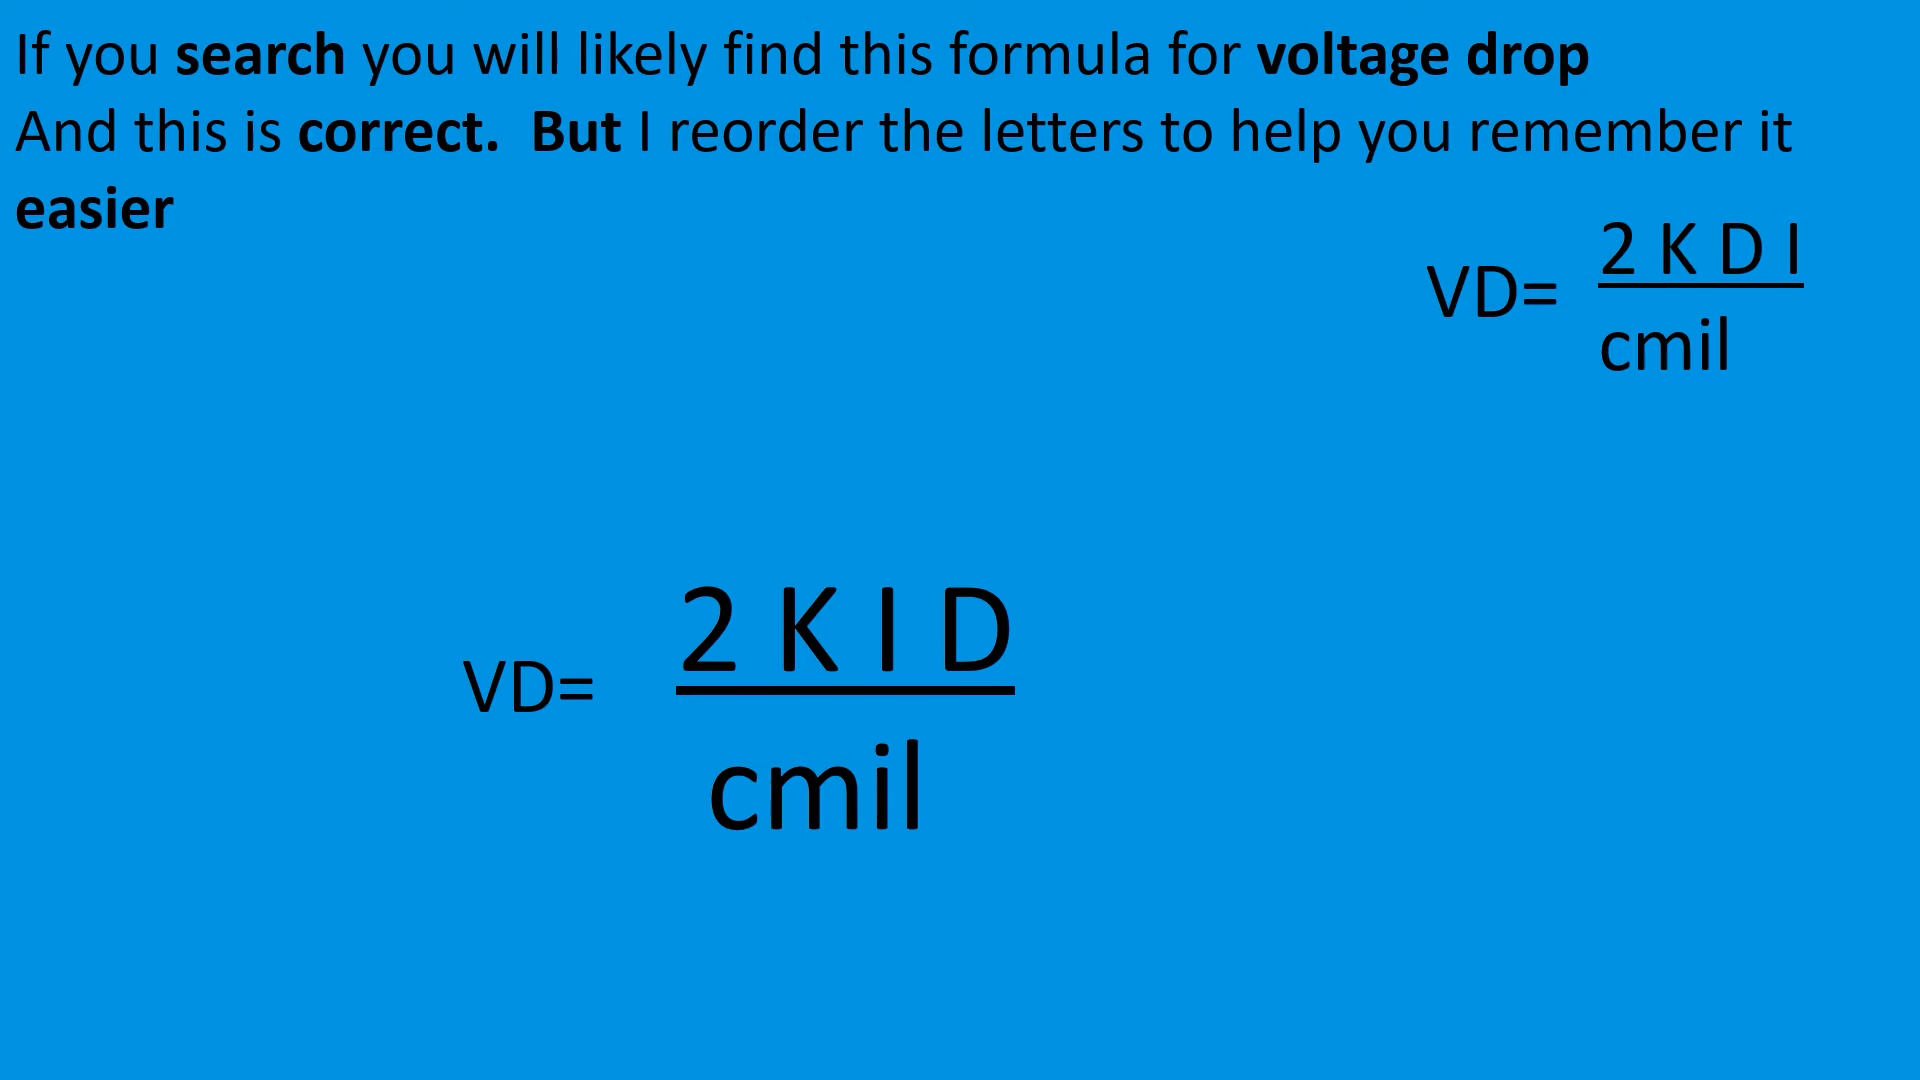 If you search you will likely find this formula for voltage drop
And this is correct.  But I reorder the letters to help you remember it
easier
2 K D I
VD=
cmil
2 K I D
VD=
cmil